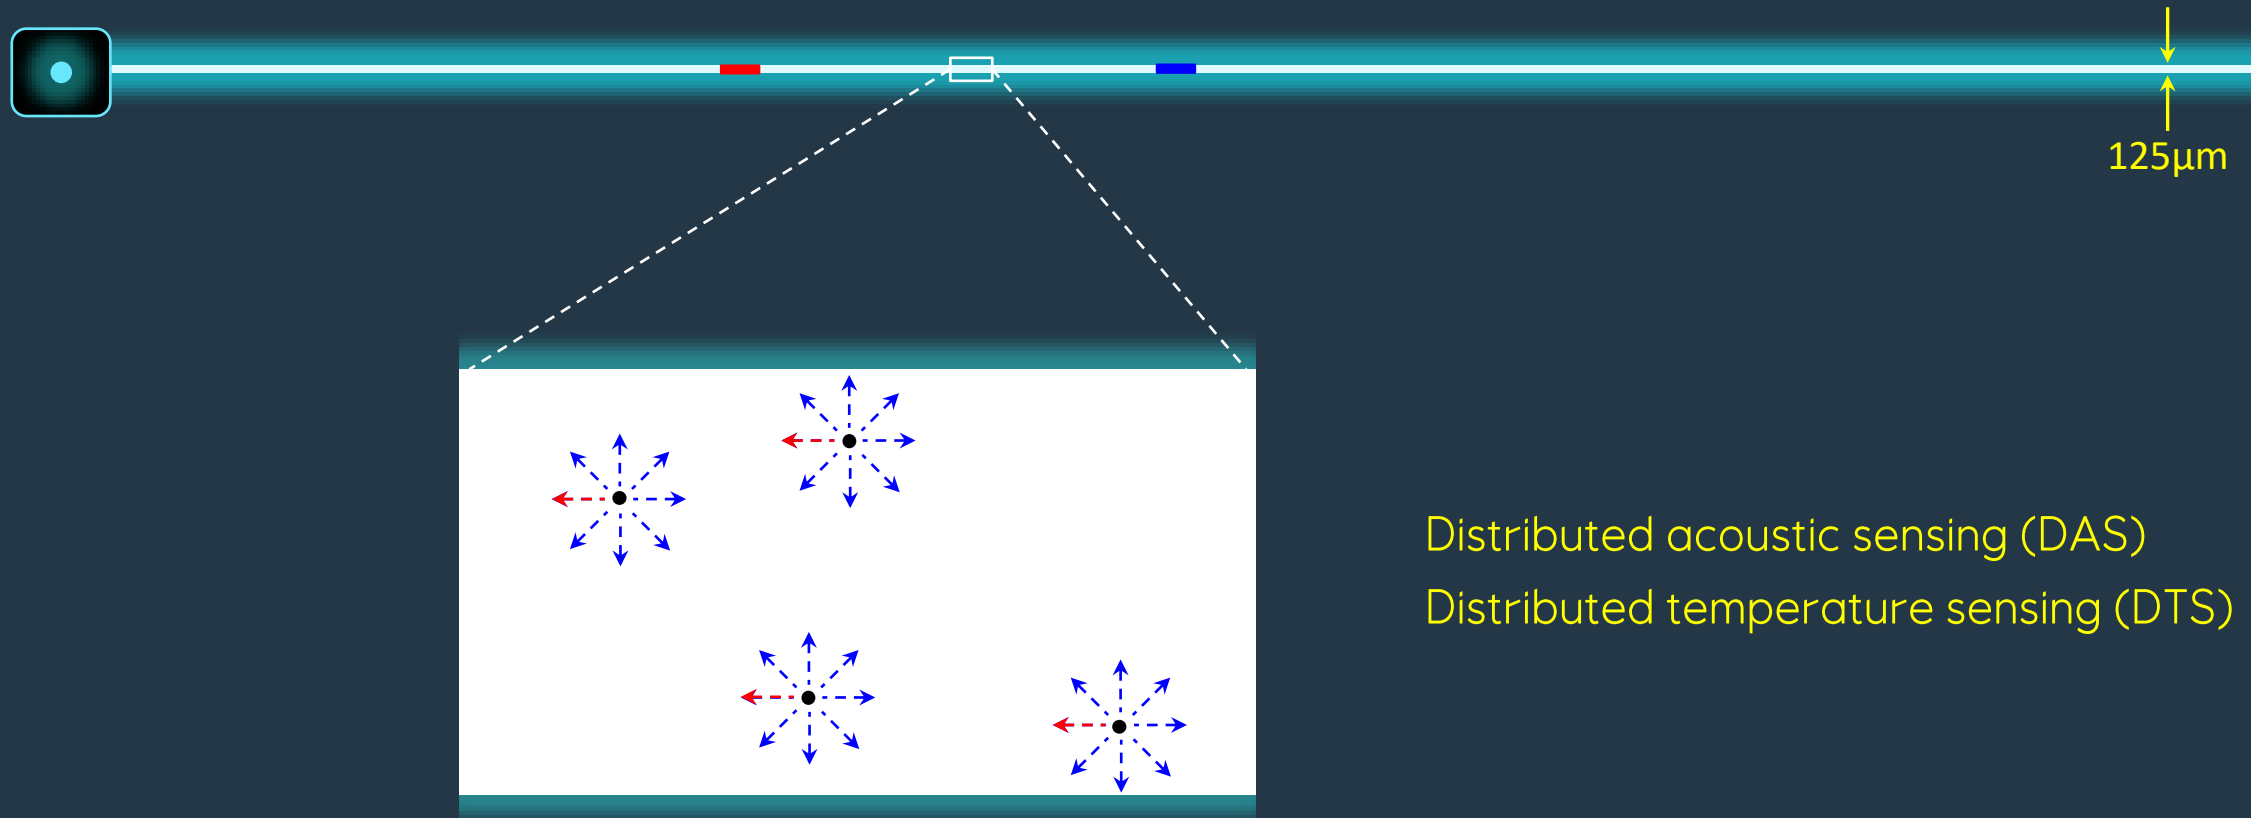 125µm
Distributed acoustic sensing (DAS)
Distributed temperature sensing (DTS)